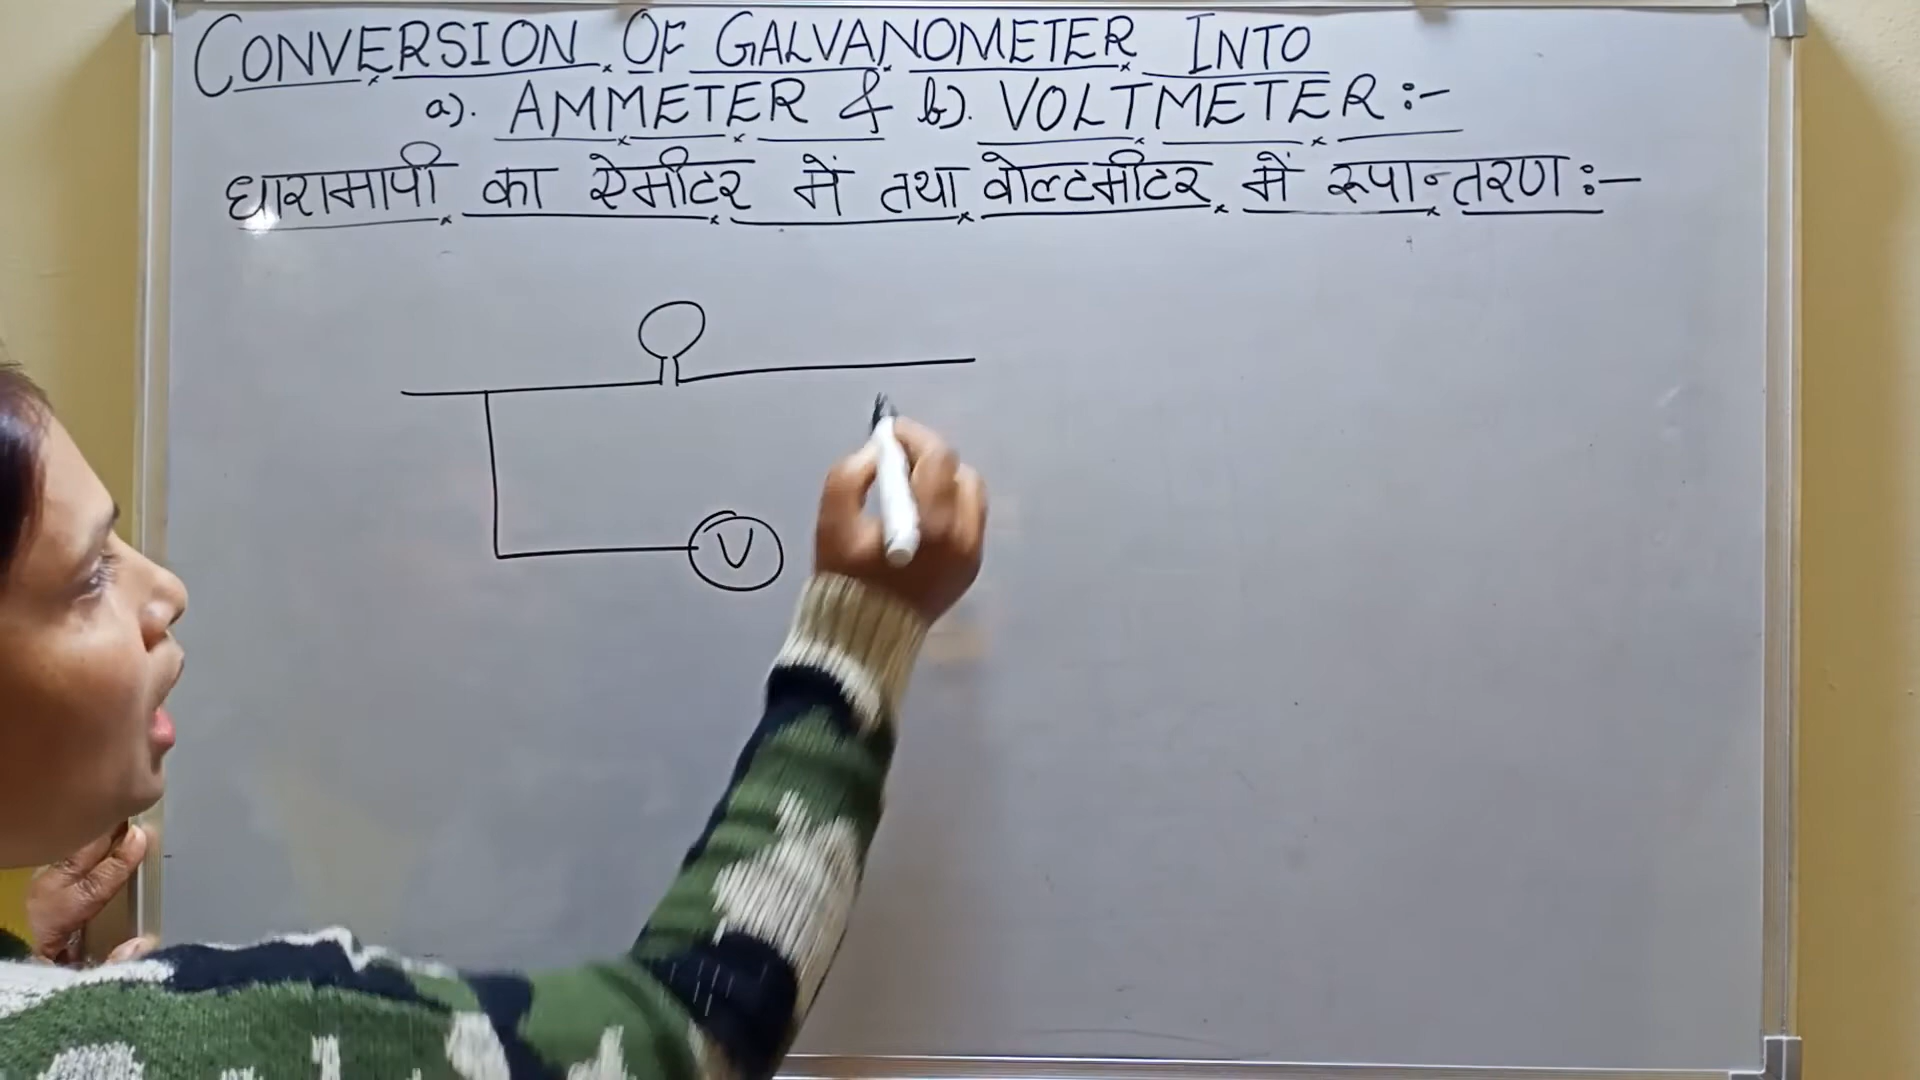 CONVERSION OF GALVANOMETER INTO
a). AMMETER & b). VOLTMETER :-
धारामापी का ऐमीटर में तथा वोल्टमीटर में रूपान्तरण :-
V